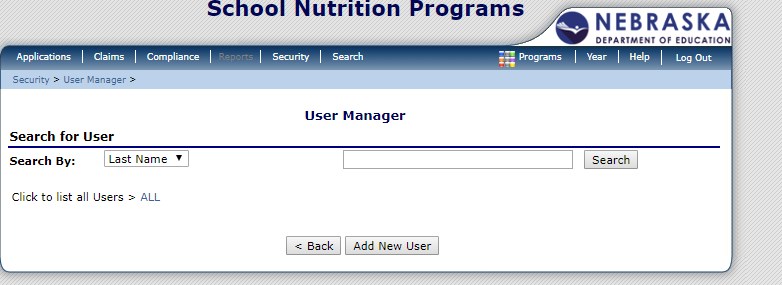 School Nutrition Programs
NEBRASKA
DEPARTMENT OF EDUCATION
Applications | Claims | Compliance | Reports | Security | Search Programs | Year | Help | Log Out
Security > User Manager >
User Manager
Search for User
Search By: Last Name ▼ Search
Click to list all Users > ALL
< Back Add New User